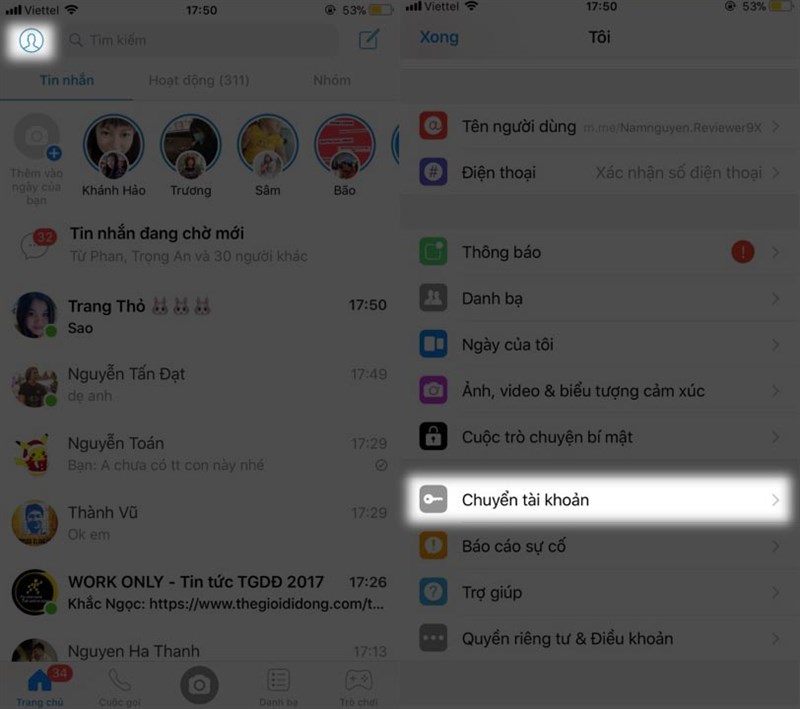 Viettel 17:50 53%
Tìm kiếm
Tin nhắn Hoạt động (311) Nhóm
Thêm vào
ngày của
bạn
Khánh Hảo Trương Sâm Bão
32
Tin nhắn đang chờ mới
Từ Phan, Trọng Ân và 30 người khác
Trang Thỏ 17:50
Sao
Nguyễn Tấn Đạt 17:49
dẹ anh
Nguyễn Toán 17:29
Bạn: A chưa có tt con này nhé
Thành Vũ 17:29
Ok em
WORK ONLY - Tin tức TGDĐ 2017 17:26
Khắc Ngọc: https://www.thegioididong.com/t...
Nguyen Ha Thanh 17:13
34
Trang chủ Cuộc gọi Danh bạ Trò chơi
Viettel 17:50 53%
Xong Tôi
Tên người dùng m.me/Namnguyen.Reviewer9X
Điện thoại Xác nhận số điện thoại
Thông báo
Danh bạ
Ngày của tôi
Ảnh, video & biểu tượng cảm xúc
Cuộc trò chuyện bí mật
Chuyển tài khoản
Báo cáo sự cố
Trợ giúp
Quyền riêng tư & Điều khoản